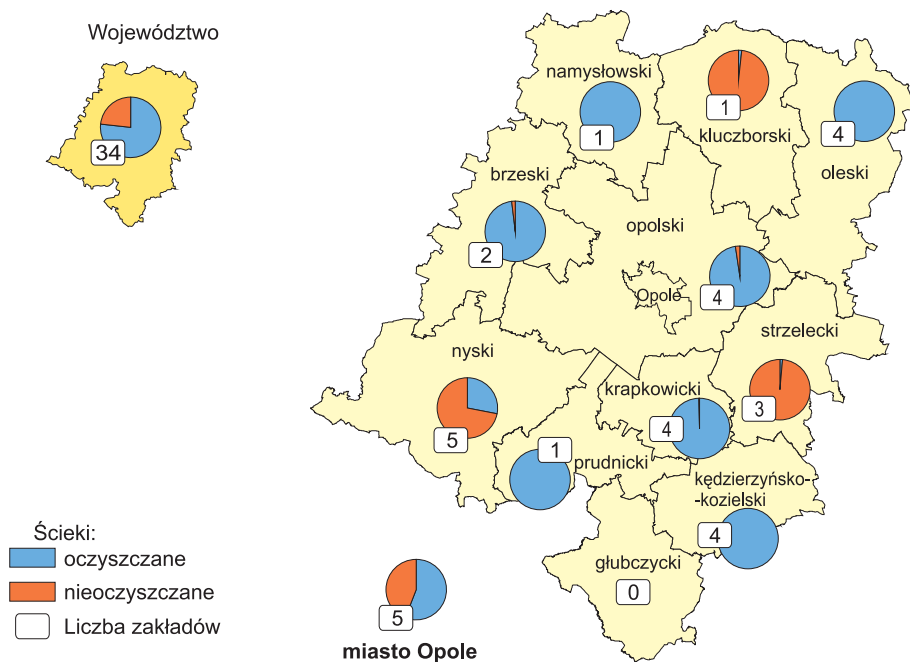 Województwo
34
namysłowski
1
1
kluczborski
4
oleski
brzeski
2
opolski
4
Opole
strzelecki
3
nyski
5
krapkowicki
4
1
prudnicki
kędzierzyńsko-
-kozielski
4
głubczycki
0
Ścieki:
oczyszczane
nieoczyszczane
Liczba zakładów
5
miasto Opole